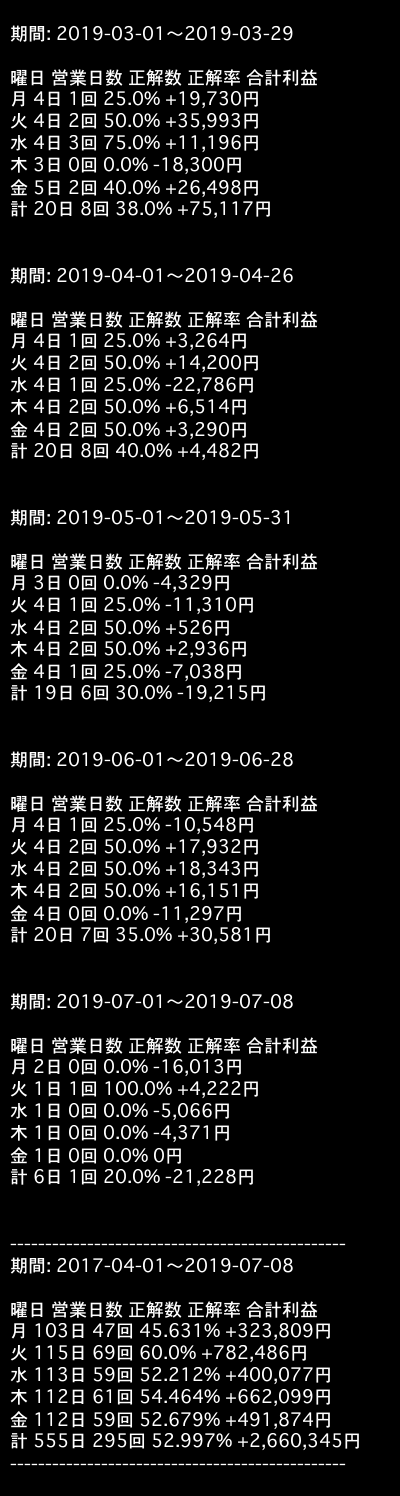 期間: 2019-03-01〜2019-03-29
曜日 営業日数 正解数 正解率 合計利益
月 4日 1回 25.0% +19,730円
火 4日 2回 50.0% +35,993円
水 4日 3回 75.0% +11,196円
木 3日 0回 0.0% -18,300円
金 5日 2回 40.0% +26,498円
計 20日 8回 38.0% +75,117円
期間: 2019-04-01〜2019-04-26
曜日 営業日数 正解数 正解率 合計利益
月 4日 1回 25.0% +3,264円
火 4日 2回 50.0% +14,200円
水 4日 1回 25.0% -22,786円
木 4日 2回 50.0% +6,514円
金 4日 2回 50.0% +3,290円
計 20日 8回 40.0% +4,482円
期間: 2019-05-01〜2019-05-31
曜日 営業日数 正解数 正解率 合計利益
月 3日 0回 0.0% -4,329円
火 4日 1回 25.0% -11,310円
水 4日 2回 50.0% +526円
木 4日 2回 50.0% +2,936円
金 4日 1回 25.0% -7,038円
計 19日 6回 30.0% -19,215円
期間: 2019-06-01〜2019-06-28
曜日 営業日数 正解数 正解率 合計利益
月 4日 1回 25.0% -10,548円
火 4日 2回 50.0% +17,932円
水 4日 2回 50.0% +18,343円
木 4日 2回 50.0% +16,151円
金 4日 0回 0.0% -11,297円
計 20日 7回 35.0% +30,581円
期間: 2019-07-01〜2019-07-08
曜日 営業日数 正解数 正解率 合計利益
月 2日 0回 0.0% -16,013円
火 1日 1回 100.0% +4,222円
水 1日 0回 0.0% -5,066円
木 1日 0回 0.0% -4,371円
金 1日 0回 0.0% 0円
計 6日 1回 20.0% -21,228円
------------------------------------------------
期間: 2017-04-01〜2019-07-08
曜日 営業日数 正解数 正解率 合計利益
月 103日 47回 45.631% +323,809円
火 115日 69回 60.0% +782,486円
水 113日 59回 52.212% +400,077円
木 112日 61回 54.464% +662,099円
金 112日 59回 52.679% +491,874円
計 555日 295回 52.997% +2,660,345円
------------------------------------------------